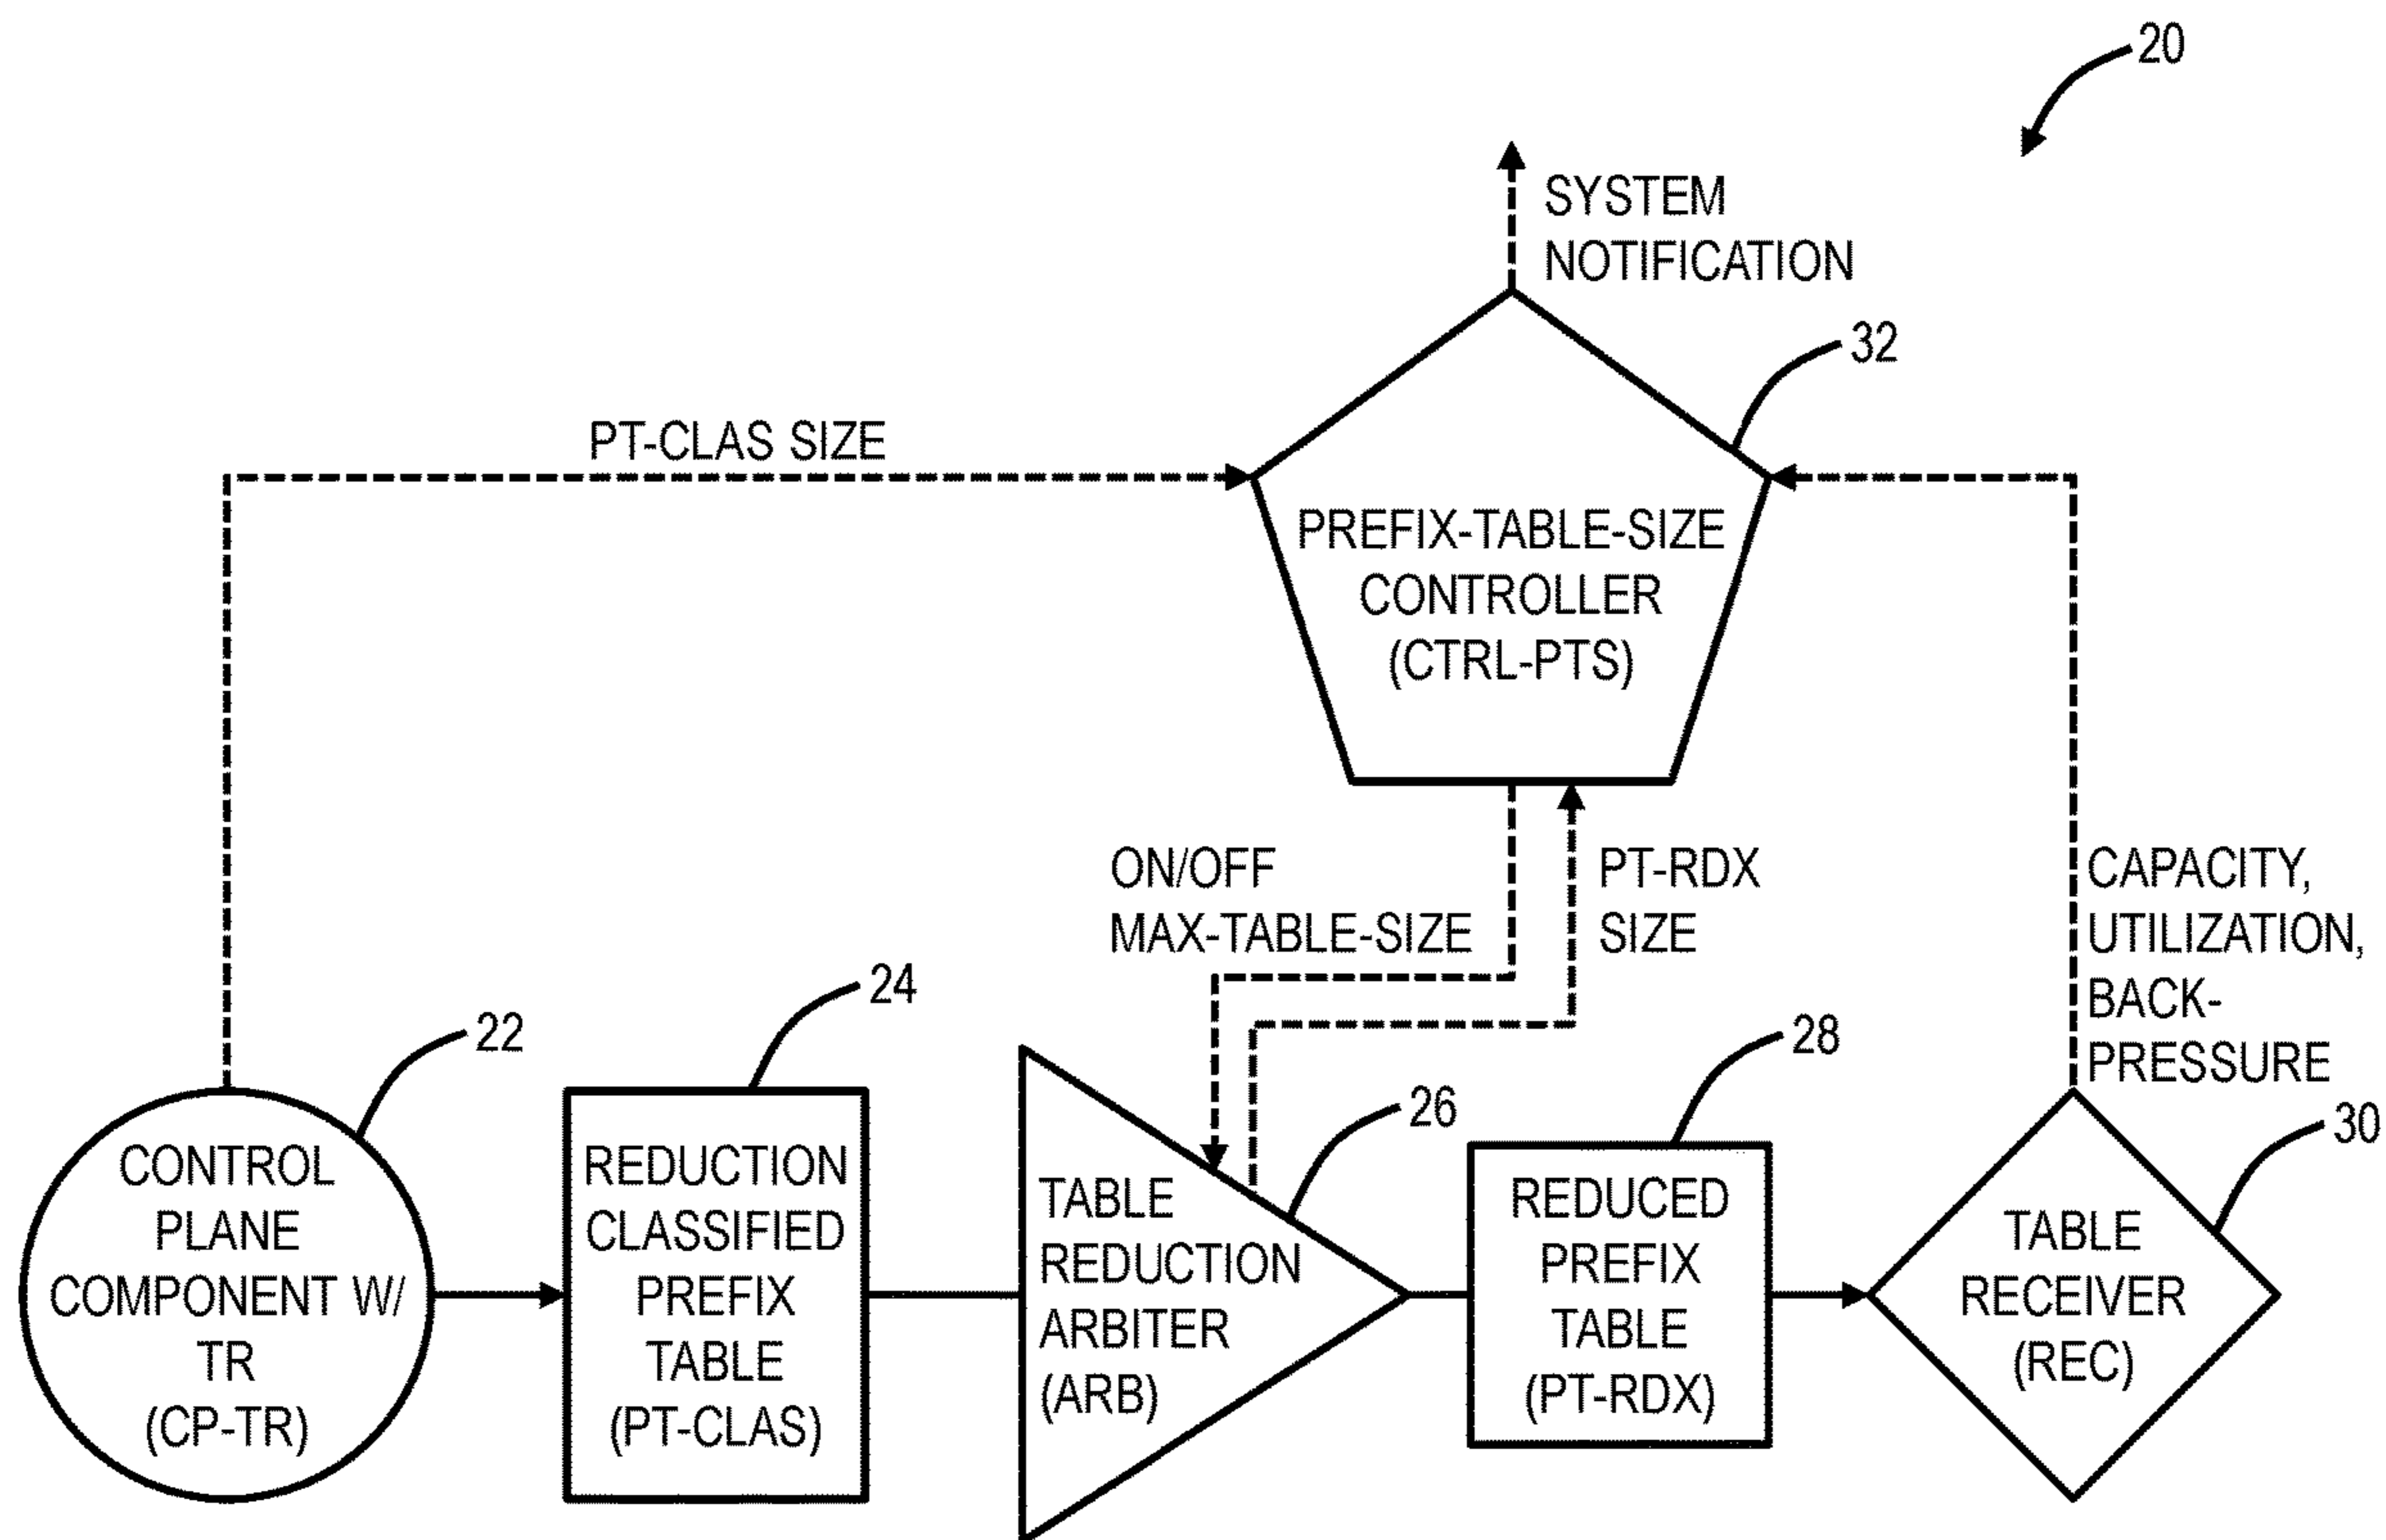 20
SYSTEM
NOTIFICATION
32
PT-CLAS SIZE
PREFIX-TABLE-SIZE
CONTROLLER
(CTRL-PTS)
ON/OFF
MAX-TABLE-SIZE
PT-RDX
SIZE
CAPACITY,
UTILIZATION,
BACK-
PRESSURE
22
CONTROL
PLANE
COMPONENT W/
TR
(CP-TR)
24
REDUCTION
CLASSIFIED
PREFIX
TABLE
(PT-CLAS)
26
TABLE
REDUCTION
ARBITER
(ARB)
28
REDUCED
PREFIX
TABLE
(PT-RDX)
30
TABLE
RECEIVER
(REC)